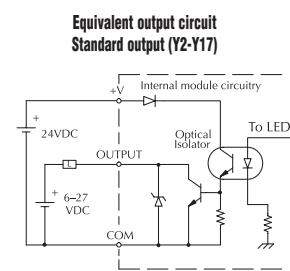 Equivalent output circuit
Standard output (Y2-Y17)
+V
Internal module circuitry
+
24VDC
Optical
Isolator
To LED
OUTPUT
L
+
6–27
VDC
COM